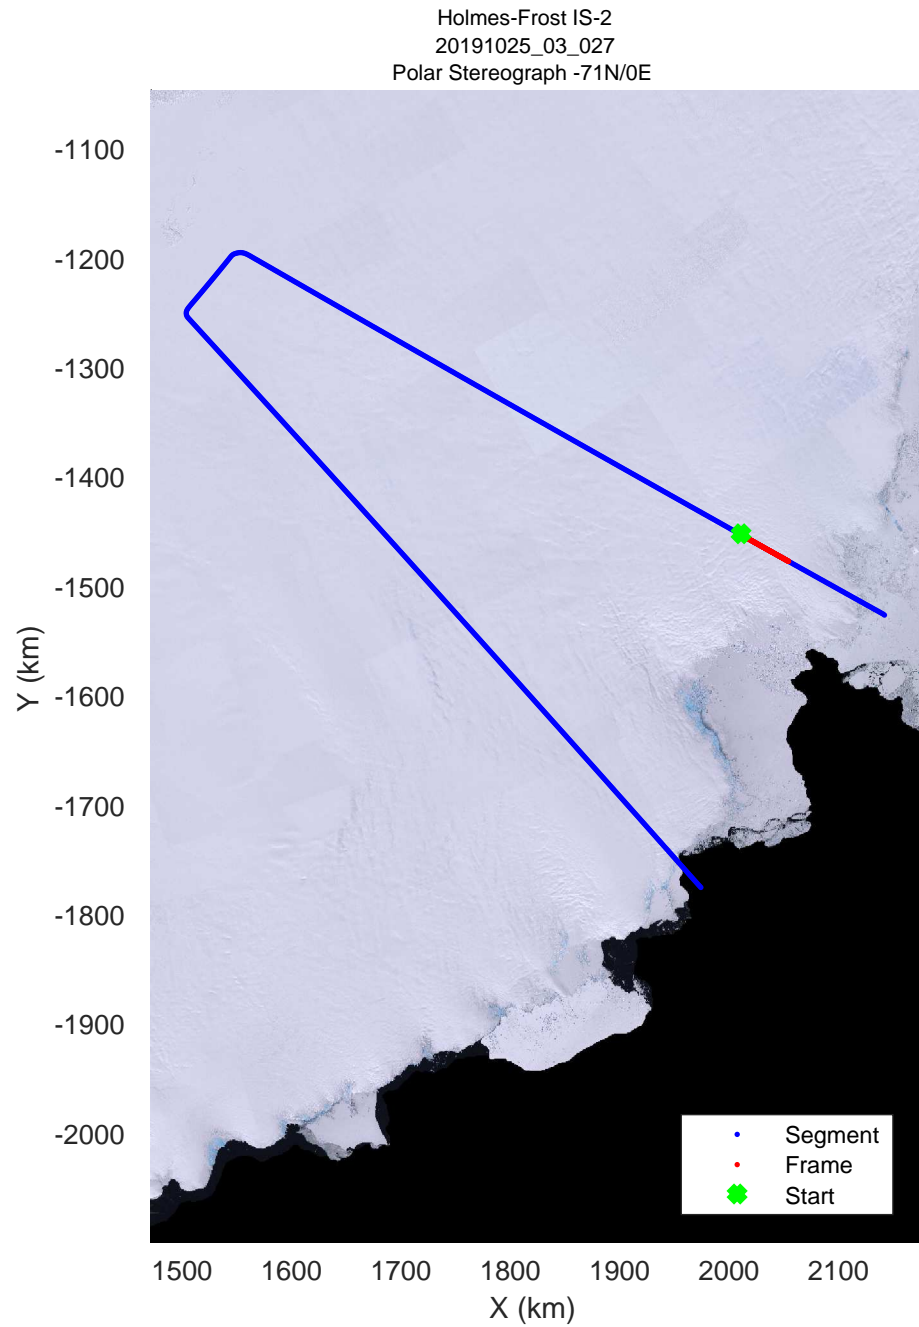 Holmes-Frost IS-2
20191025_03_027
Polar Stereograph -71N/0E
-1100
-1200
-1300
-1400
-1500
-1600
-1700
-1800
-1900
-2000
Y (km)
Segment
Frame
Start
1500 1600 1700 1800 1900 2000 2100
X (km)